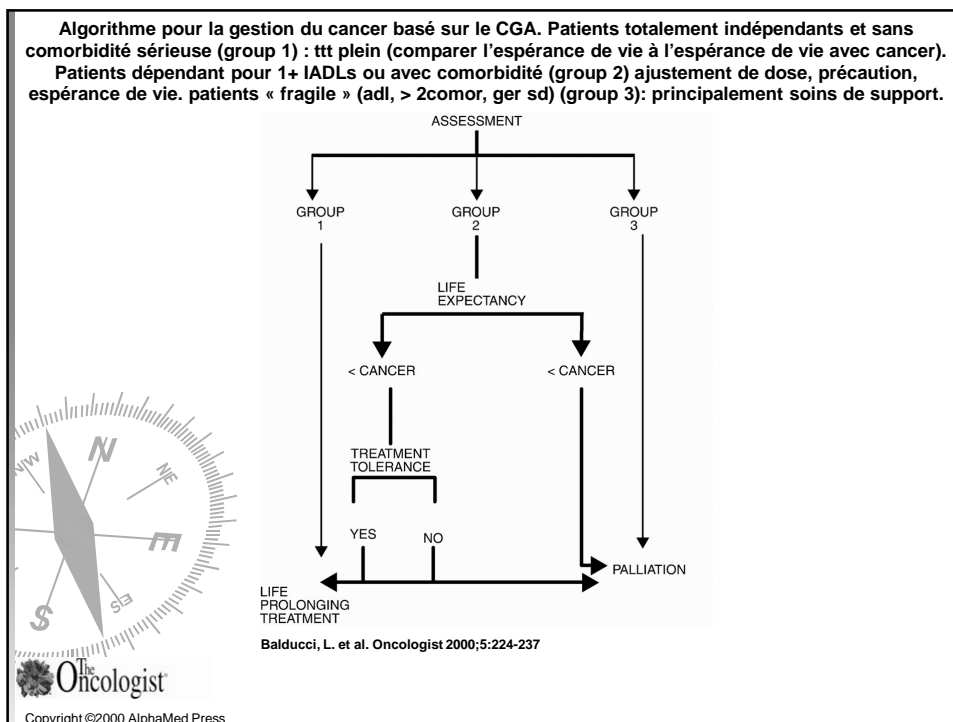 Algorithme pour la gestion du cancer basé sur le CGA. Patients totalement indépendants et sans
comorbidité sérieuse (group 1) : ttt plein (comparer l'espérance de vie à l'espérance de vie avec cancer).
Patients dépendant pour 1+ IADLs ou avec comorbidité (group 2) ajustement de dose, précaution,
espérance de vie. patients « fragile » (adl, > 2comor, ger sd) (group 3): principalement soins de support.
ASSESSMENT
GROUP 1
GROUP 2
GROUP 3
LIFE
EXPECTANCY
< CANCER
< CANCER
TREATMENT
TOLERANCE
YES
NO
PALLIATION
LIFE
PROLONGING
TREATMENT
Balducci, L. et al. Oncologist 2000;5:224-237
NW
N
NE
E
SE
S
The
Oncologist
Copyright ©2000 AlphaMed Press